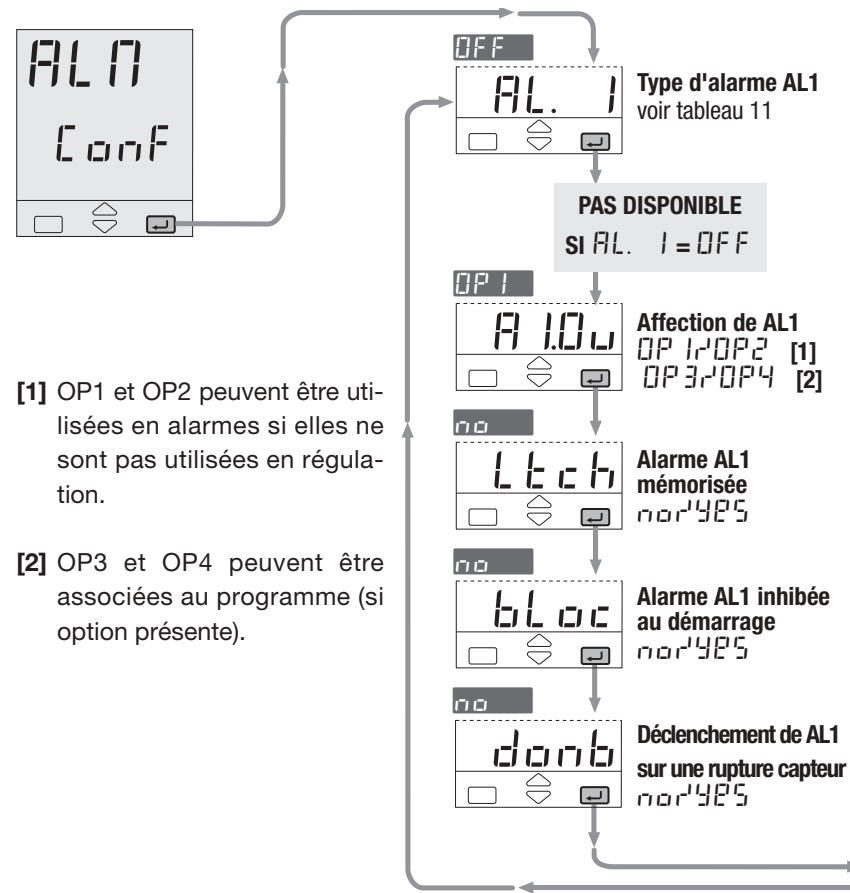 ALM
ConF
[1] OP1 et OP2 peuvent être uti-
lisées en alarmes si elles ne
sont pas utilisées en régula-
tion.
[2] OP3 et OP4 peuvent être
associées au programme (si
option présente).
OFF
AL. 1
Type d'alarme AL1
voir tableau 11
PAS DISPONIBLE
SI AL. 1 = OFF
OP1
A1.Ou
Affection de AL1
OP1/OP2 [1]
OP3/OP4 [2]
no
Ltch
Alarme AL1
mémorisée
no/YES
no
bLoc
Alarme AL1 inhibée
au démarrage
no/YES
no
donb
Déclenchement de AL1
sur une rupture capteur
no/YES